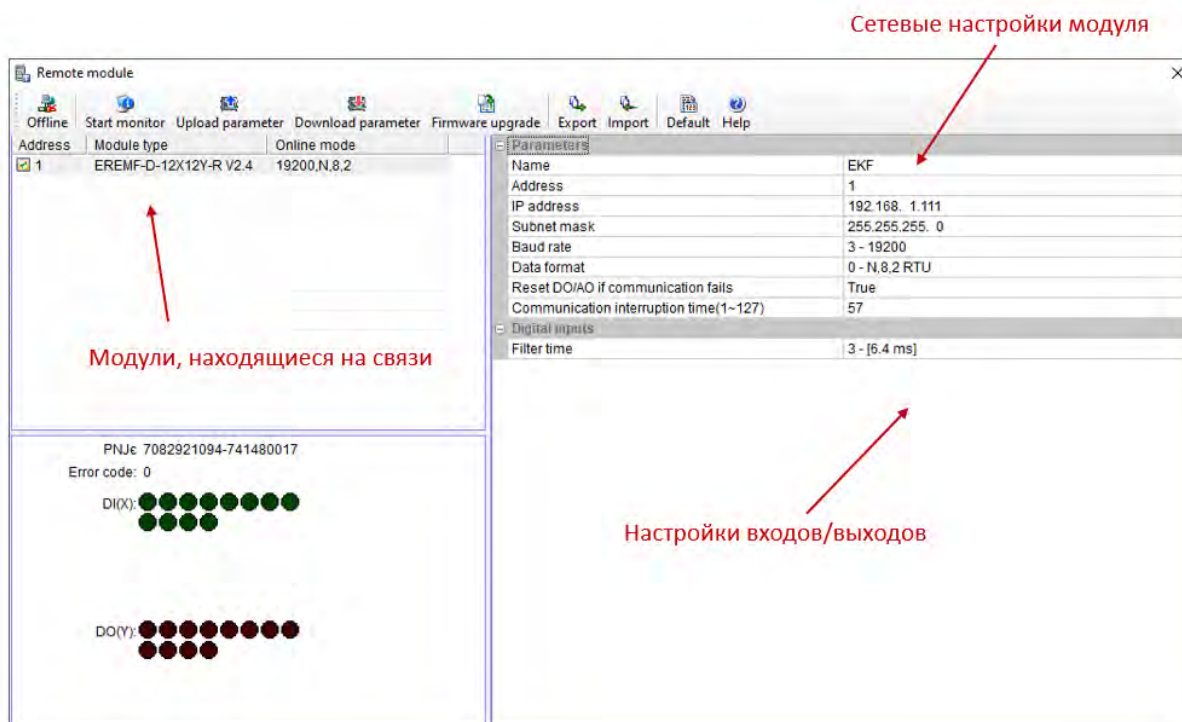 Сетевые настройки модуля
Remote module
Offline Start monitor Upload parameter Download parameter Firmware upgrade Export Import Default Help
Address Module type Online mode
1 EREMF-D-12X12Y-R V2.4 19200,N,8,2
Parameters
Name EKF
Address 1
IP address 192.168. 1.111
Subnet mask 255.255.255. 0
Baud rate 3 - 19200
Data format 0 - N,8,2 RTU
Reset DO/AO if communication fails True
Communication interruption time(1~127) 57
Digital inputs
Filter time 3 - [6.4 ms]
Модули, находящиеся на связи
PNJє 7082921094-741480017
Error code: 0
DI(X):
DO(Y):
Настройки входов/выходов